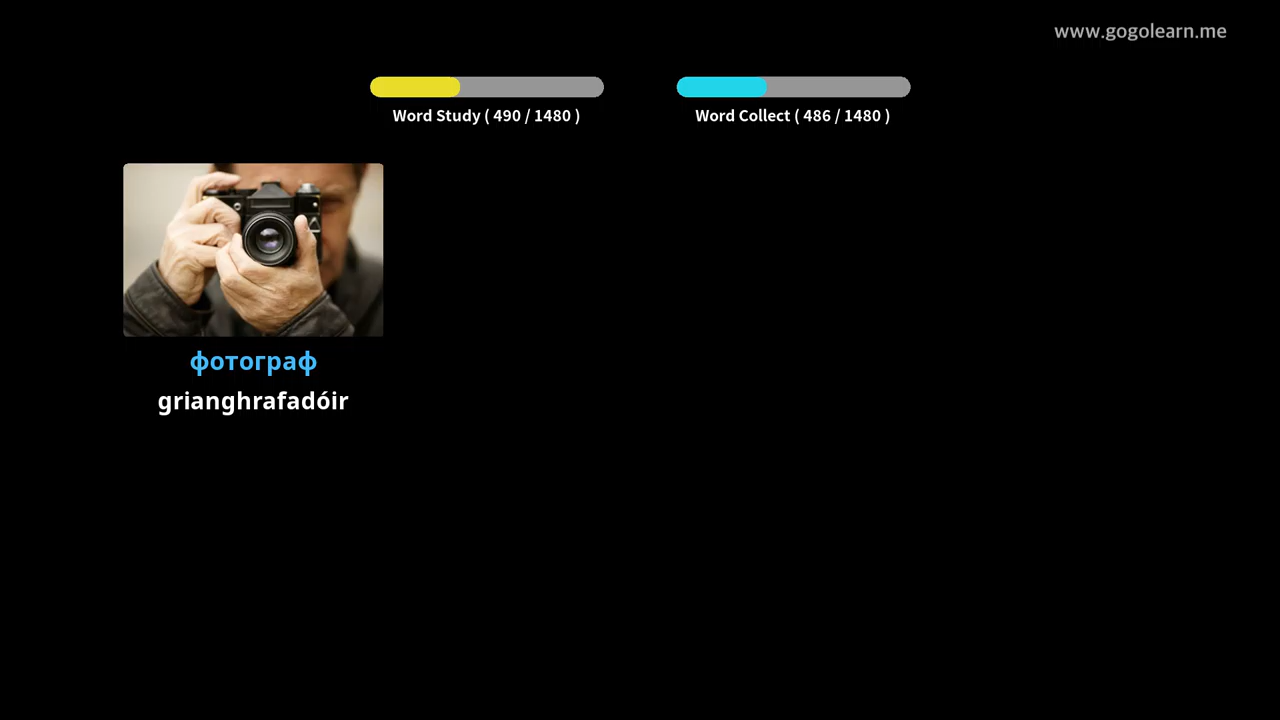 www.gogolearn.me
Word Study ( 490 / 1480 )
Word Collect ( 486 / 1480 )
фотограф
grianghrafadóir